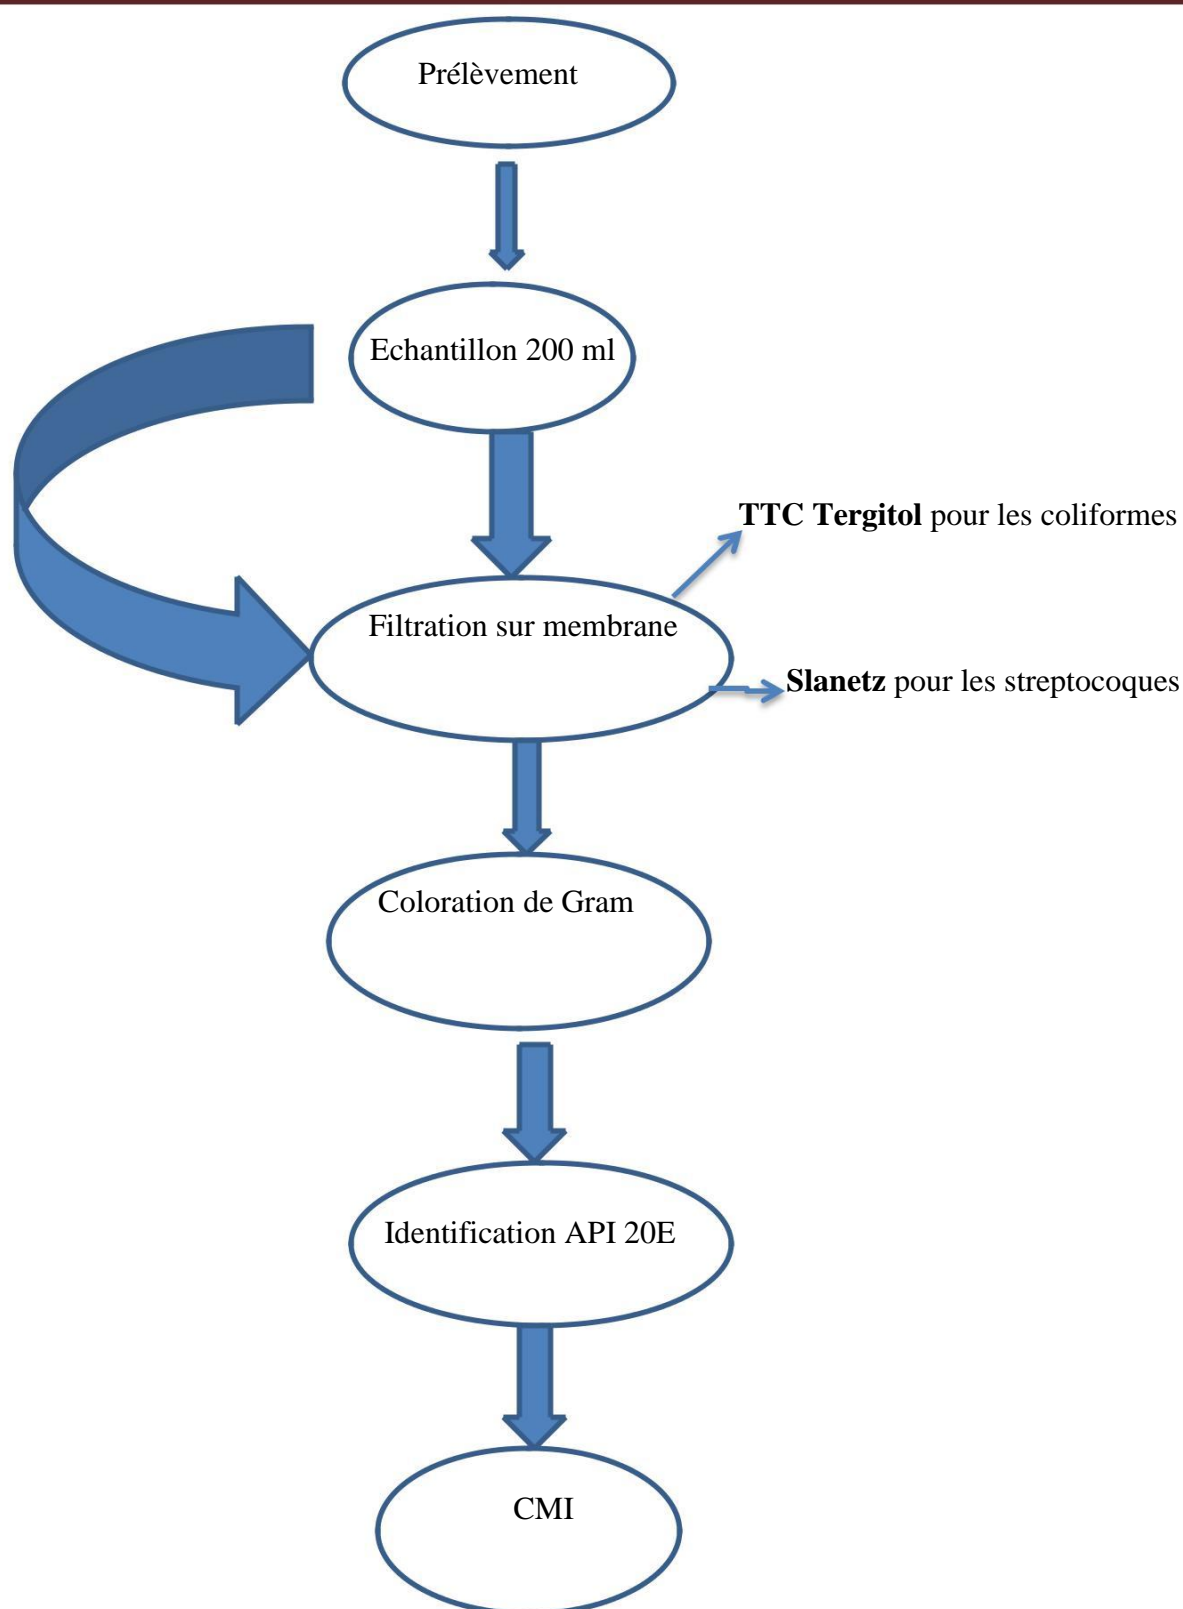 Prélèvement
Echantillon 200 ml
TTC Tergitol pour les coliformes
Filtration sur membrane
Slanetz pour les streptocoques
Coloration de Gram
Identification API 20E
CMI